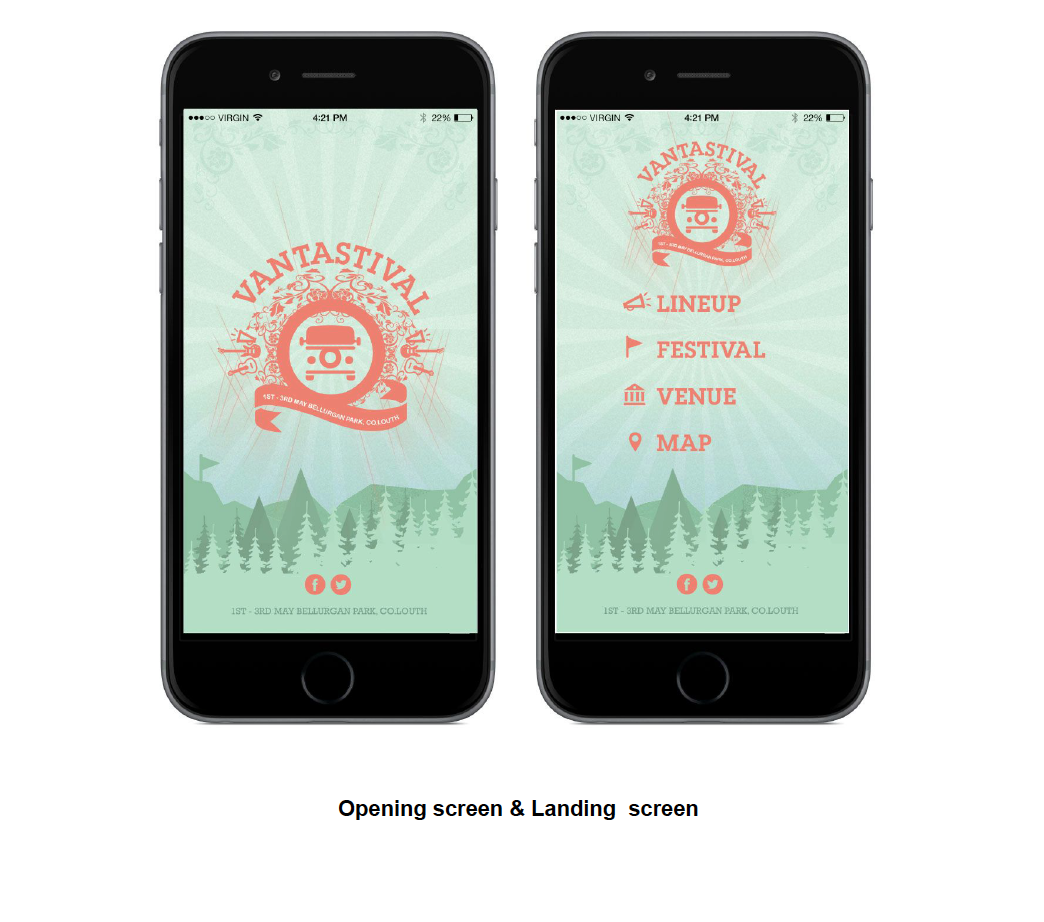 VIRGIN 4:21 PM 22%
VANTASTIVAL
1ST - 3RD MAY BELLURGAN PARK, CO.LOUTH
1ST - 3RD MAY BELLURGAN PARK, CO.LOUTH
VIRGIN 4:21 PM 22%
VANTASTIVAL
1ST - 3RD MAY BELLURGAN PARK, CO.LOUTH
LINEUP
FESTIVAL
VENUE
MAP
1ST - 3RD MAY BELLURGAN PARK, CO.LOUTH
Opening screen & Landing screen